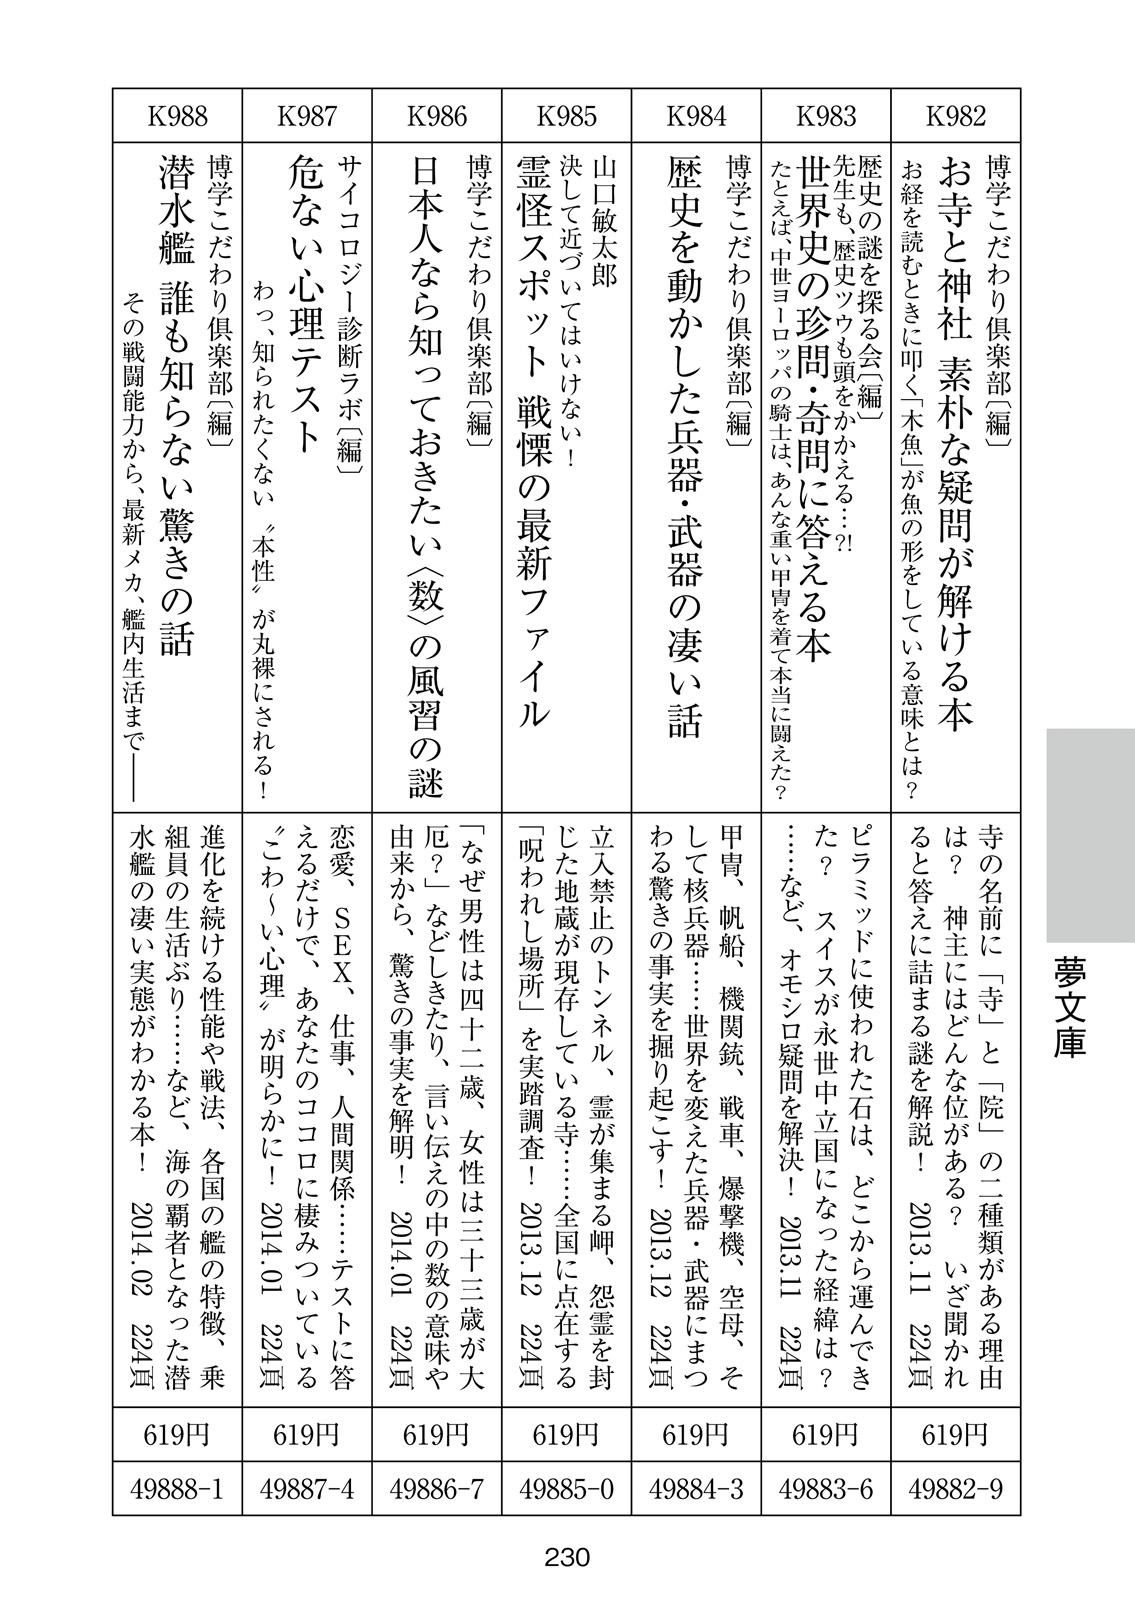 夢文庫
K982
博学こだわり倶楽部〔編〕
お寺と神社 素朴な疑問が解ける本
お経を読むときに叩く「木魚」が魚の形をしている意味とは?
寺の名前に「寺」と「院」の二種類がある理由
は? 神主にはどんな位がある? いざ聞かれ
ると答えに詰まる謎を解説! 2013.11 224頁
619円
49882-9
K983
歴史の謎を探る会〔編〕
先生も、歴史ツウも頭をかかえる…?!
世界史の珍問・奇問に答える本
たとえば、中世ヨーロッパの騎士は、あんな重い甲冑を着て本当に闘えた?
ピラミッドに使われた石は、どこから運んでき
た? スイスが永世中立国になった経緯は?
……など、オモシロ疑問を解決! 2013.11 224頁
619円
49883-6
K984
博学こだわり倶楽部〔編〕
歴史を動かした兵器・武器の凄い話
甲冑、帆船、機関銃、戦車、爆撃機、空母、そ
して核兵器……世界を変えた兵器・武器にまつ
わる驚きの事実を掘り起こす! 2013.12 224頁
619円
49884-3
K985
山口敏太郎
決して近づいてはいけない!
霊怪スポット 戦慄の最新ファイル
立入禁止のトンネル、霊が集まる岬、怨霊を封
じた地蔵が現存している寺……全国に点在する
「呪われし場所」を実踏調査! 2013.12 224頁
619円
49885-0
K986
博学こだわり倶楽部〔編〕
日本人なら知っておきたい〈数〉の風習の謎
「なぜ男性は四十二歳、女性は三十三歳が大
厄?」などしきたり、言い伝えの中の数の意味や
由来から、驚きの事実を解明! 2014.01 224頁
619円
49886-7
K987
サイコロジー診断ラボ〔編〕
危ない心理テスト
わっ、知られたくない〝本性〟が丸裸にされる!
恋愛、SEX、仕事、人間関係……テストに答
えるだけで、あなたのココロに棲みついている
〝こわ〜い心理〟が明らかに! 2014.01 224頁
619円
49887-4
K988
博学こだわり倶楽部〔編〕
潜水艦 誰も知らない驚きの話
その戦闘能力から、最新メカ、艦内生活まで――
進化を続ける性能や戦法、各国の艦の特徴、乗
組員の生活ぶり……など、海の覇者となった潜
水艦の凄い実態がわかる本! 2014.02 224頁
619円
49888-1
230